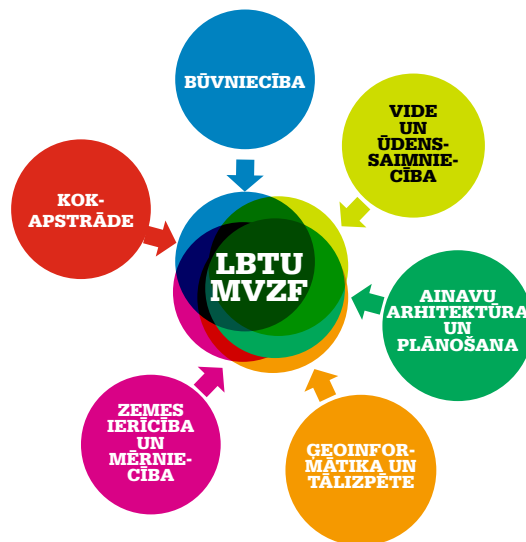 BŪVNIECĪBA
VIDE
UN
ŪDENS-
SAIMNIE-
CĪBA
KOK-
APSTRĀDE
LBTU
MVZF
AINAVU
ARHITEKTŪRA
UN
PLĀNOŠANA
ZEMES
IERĪCĪBA
UN
MĒRNIE-
CĪBA
ĢEOINFOR-
MĀTIKA UN
TĀLIZPĒTE